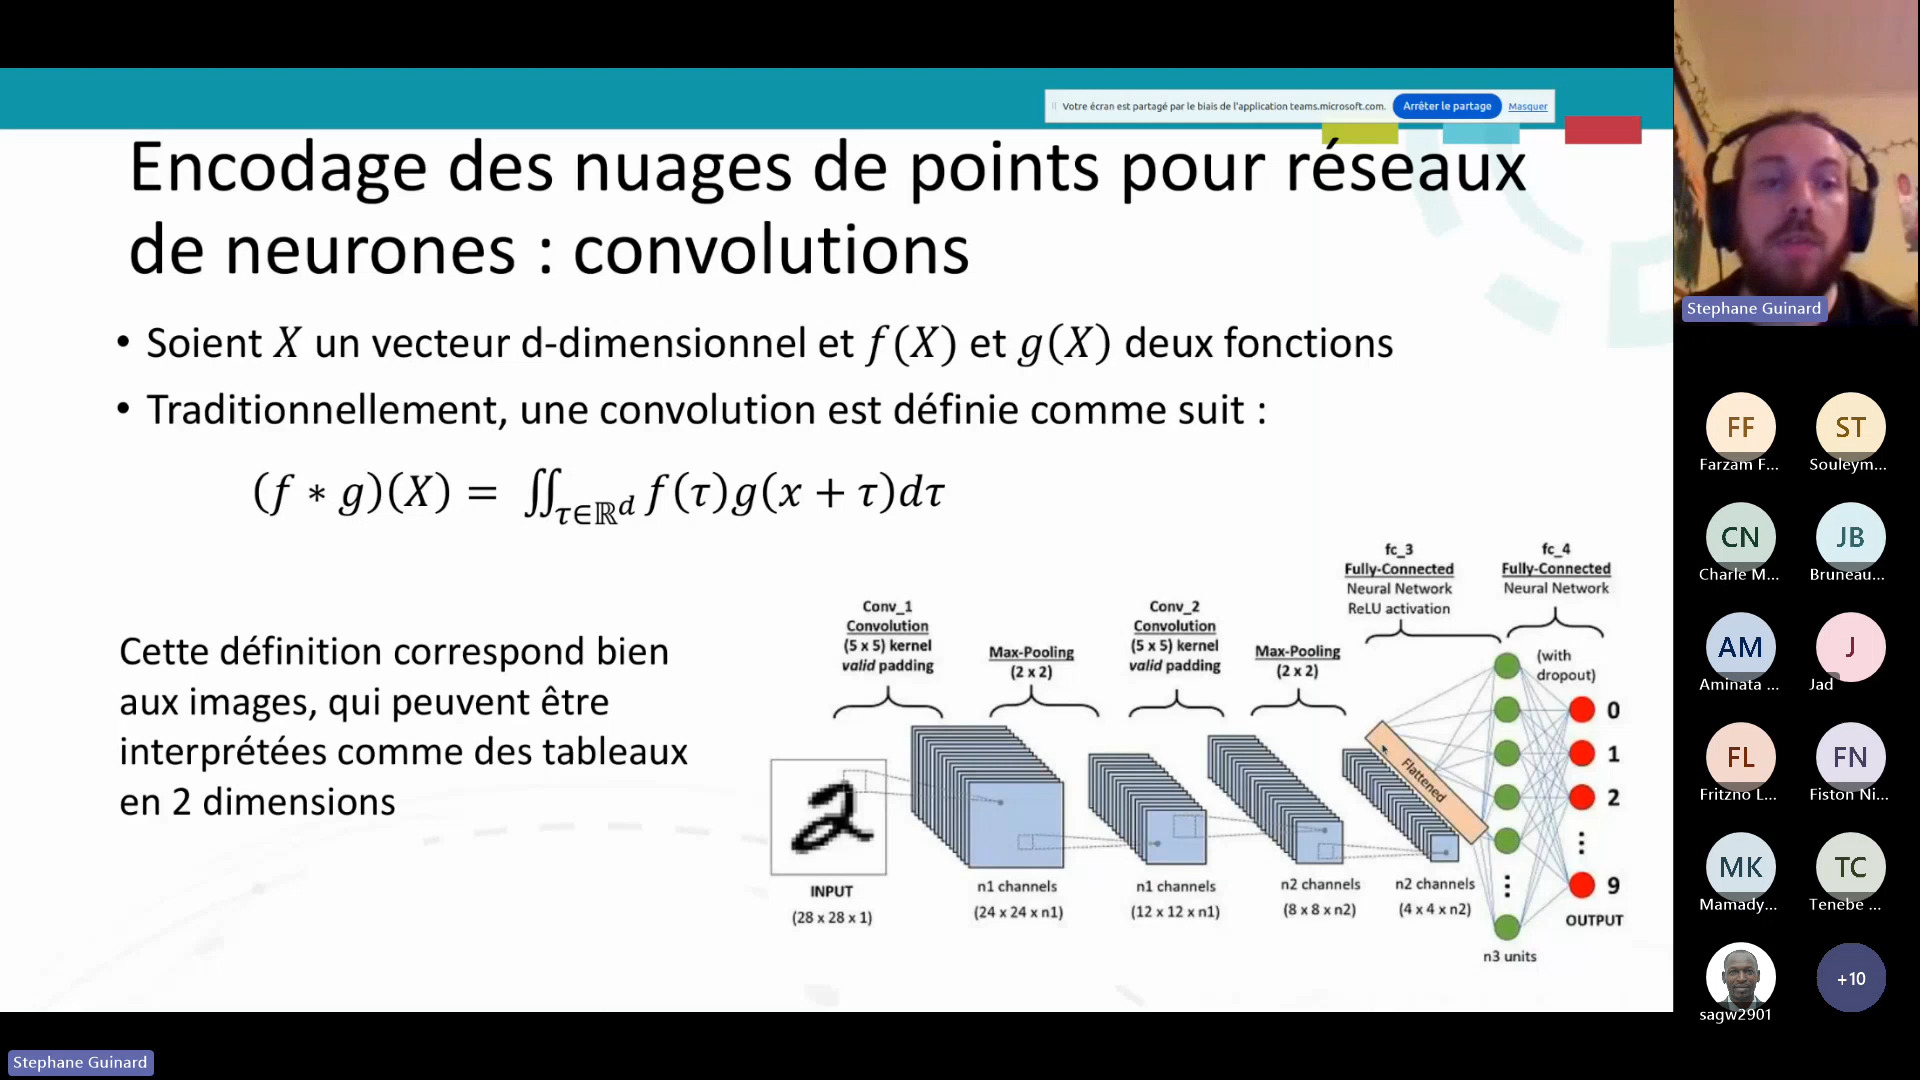 Votre écran est partagé par le biais de l'application teams.microsoft.com.
Arrêter le partage
Masquer
Encodage des nuages de points pour réseaux
de neurones : convolutions
• Soient X un vecteur d-dimensionnel et f(X) et g(X) deux fonctions
• Traditionnellement, une convolution est définie comme suit :
(f ∗ g)(X) = ∬τ∈ℝᵈ f(τ)g(x + τ)dτ
Cette définition correspond bien
aux images, qui peuvent être
interprétées comme des tableaux
en 2 dimensions
Conv_1
Convolution
(5 x 5) kernel
valid padding
Max-Pooling
(2 x 2)
Conv_2
Convolution
(5 x 5) kernel
valid padding
Max-Pooling
(2 x 2)
fc_3
Fully-Connected
Neural Network
ReLU activation
fc_4
Fully-Connected
Neural Network
(with
dropout)
Flattened
2
0
1
2
⋮
9
OUTPUT
⋮
n3 units
INPUT
(28 x 28 x 1)
n1 channels
(24 x 24 x n1)
n1 channels
(12 x 12 x n1)
n2 channels
(8 x 8 x n2)
n2 channels
(4 x 4 x n2)
Stephane Guinard
FF
Farzam F...
ST
Souleym...
CN
Charle M...
JB
Bruneau...
AM
Aminata ...
J
Jad
FL
Fritzno L...
FN
Fiston Ni...
MK
Mamady...
TC
Tenebe ...
sagw2901
+10
Stephane Guinard